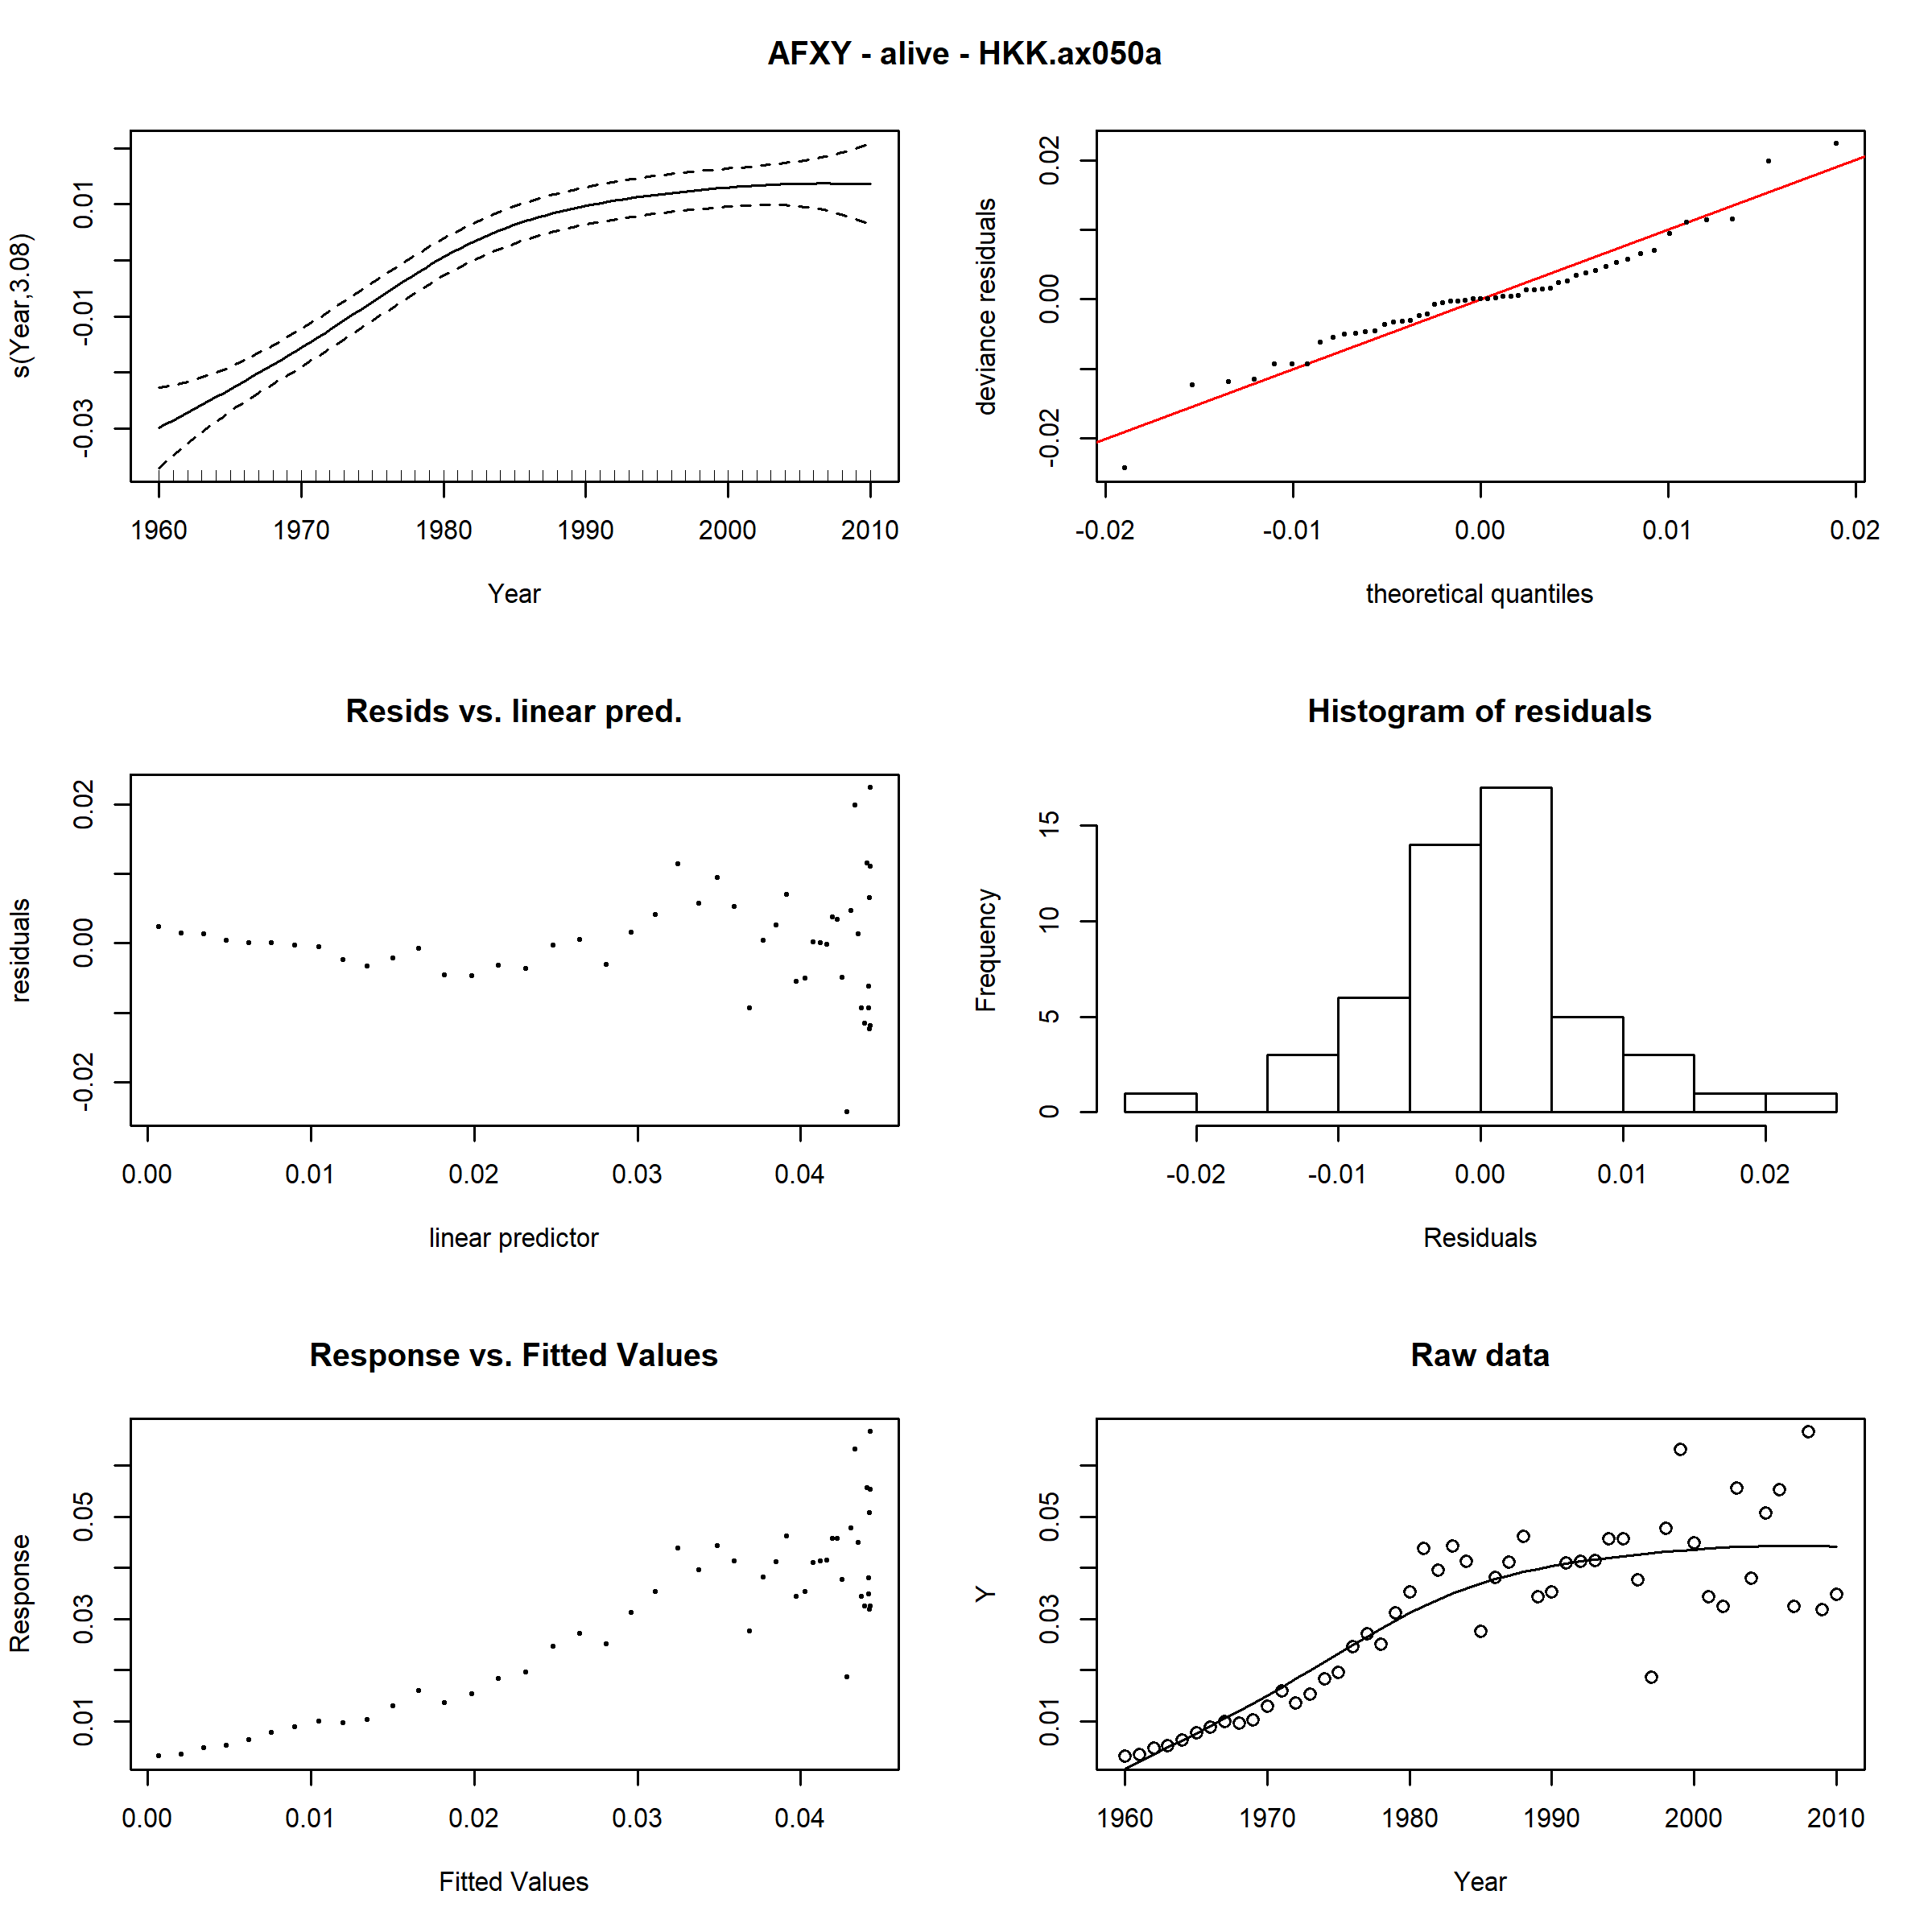 AFXY - alive - HKK.ax050a
s(Year,3.08)
0.01
-0.01
-0.03
1960 1970 1980 1990 2000 2010
Year
deviance residuals
0.02
0.00
-0.02
-0.02 -0.01 0.00 0.01 0.02
theoretical quantiles
Resids vs. linear pred.
residuals
0.02
0.00
-0.02
0.00 0.01 0.02 0.03 0.04
linear predictor
Histogram of residuals
Frequency
15
10
5
0
-0.02 -0.01 0.00 0.01 0.02
Residuals
Response vs. Fitted Values
Response
0.05
0.03
0.01
0.00 0.01 0.02 0.03 0.04
Fitted Values
Raw data
Y
0.05
0.03
0.01
1960 1970 1980 1990 2000 2010
Year